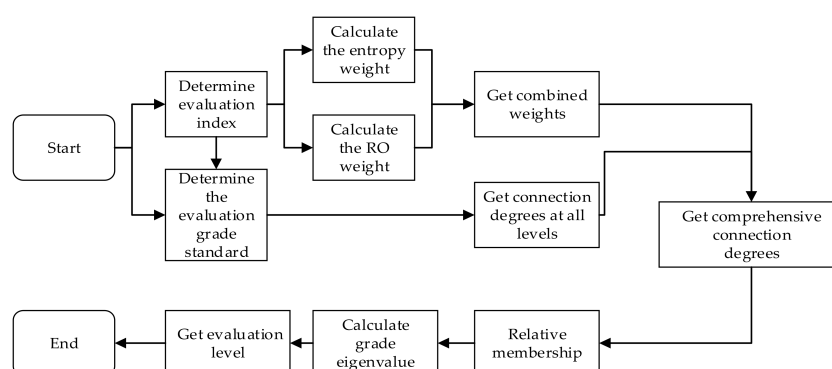 Start
Determine
evaluation
index
Determine
the
evaluation
grade
standard
Calculate
the entropy
weight
Calculate
the RO
weight
Get combined
weights
Get connection
degrees at all
levels
Get comprehensive
connection
degrees
Relative
membership
Calculate
grade
eigenvalue
Get evaluation
level
End